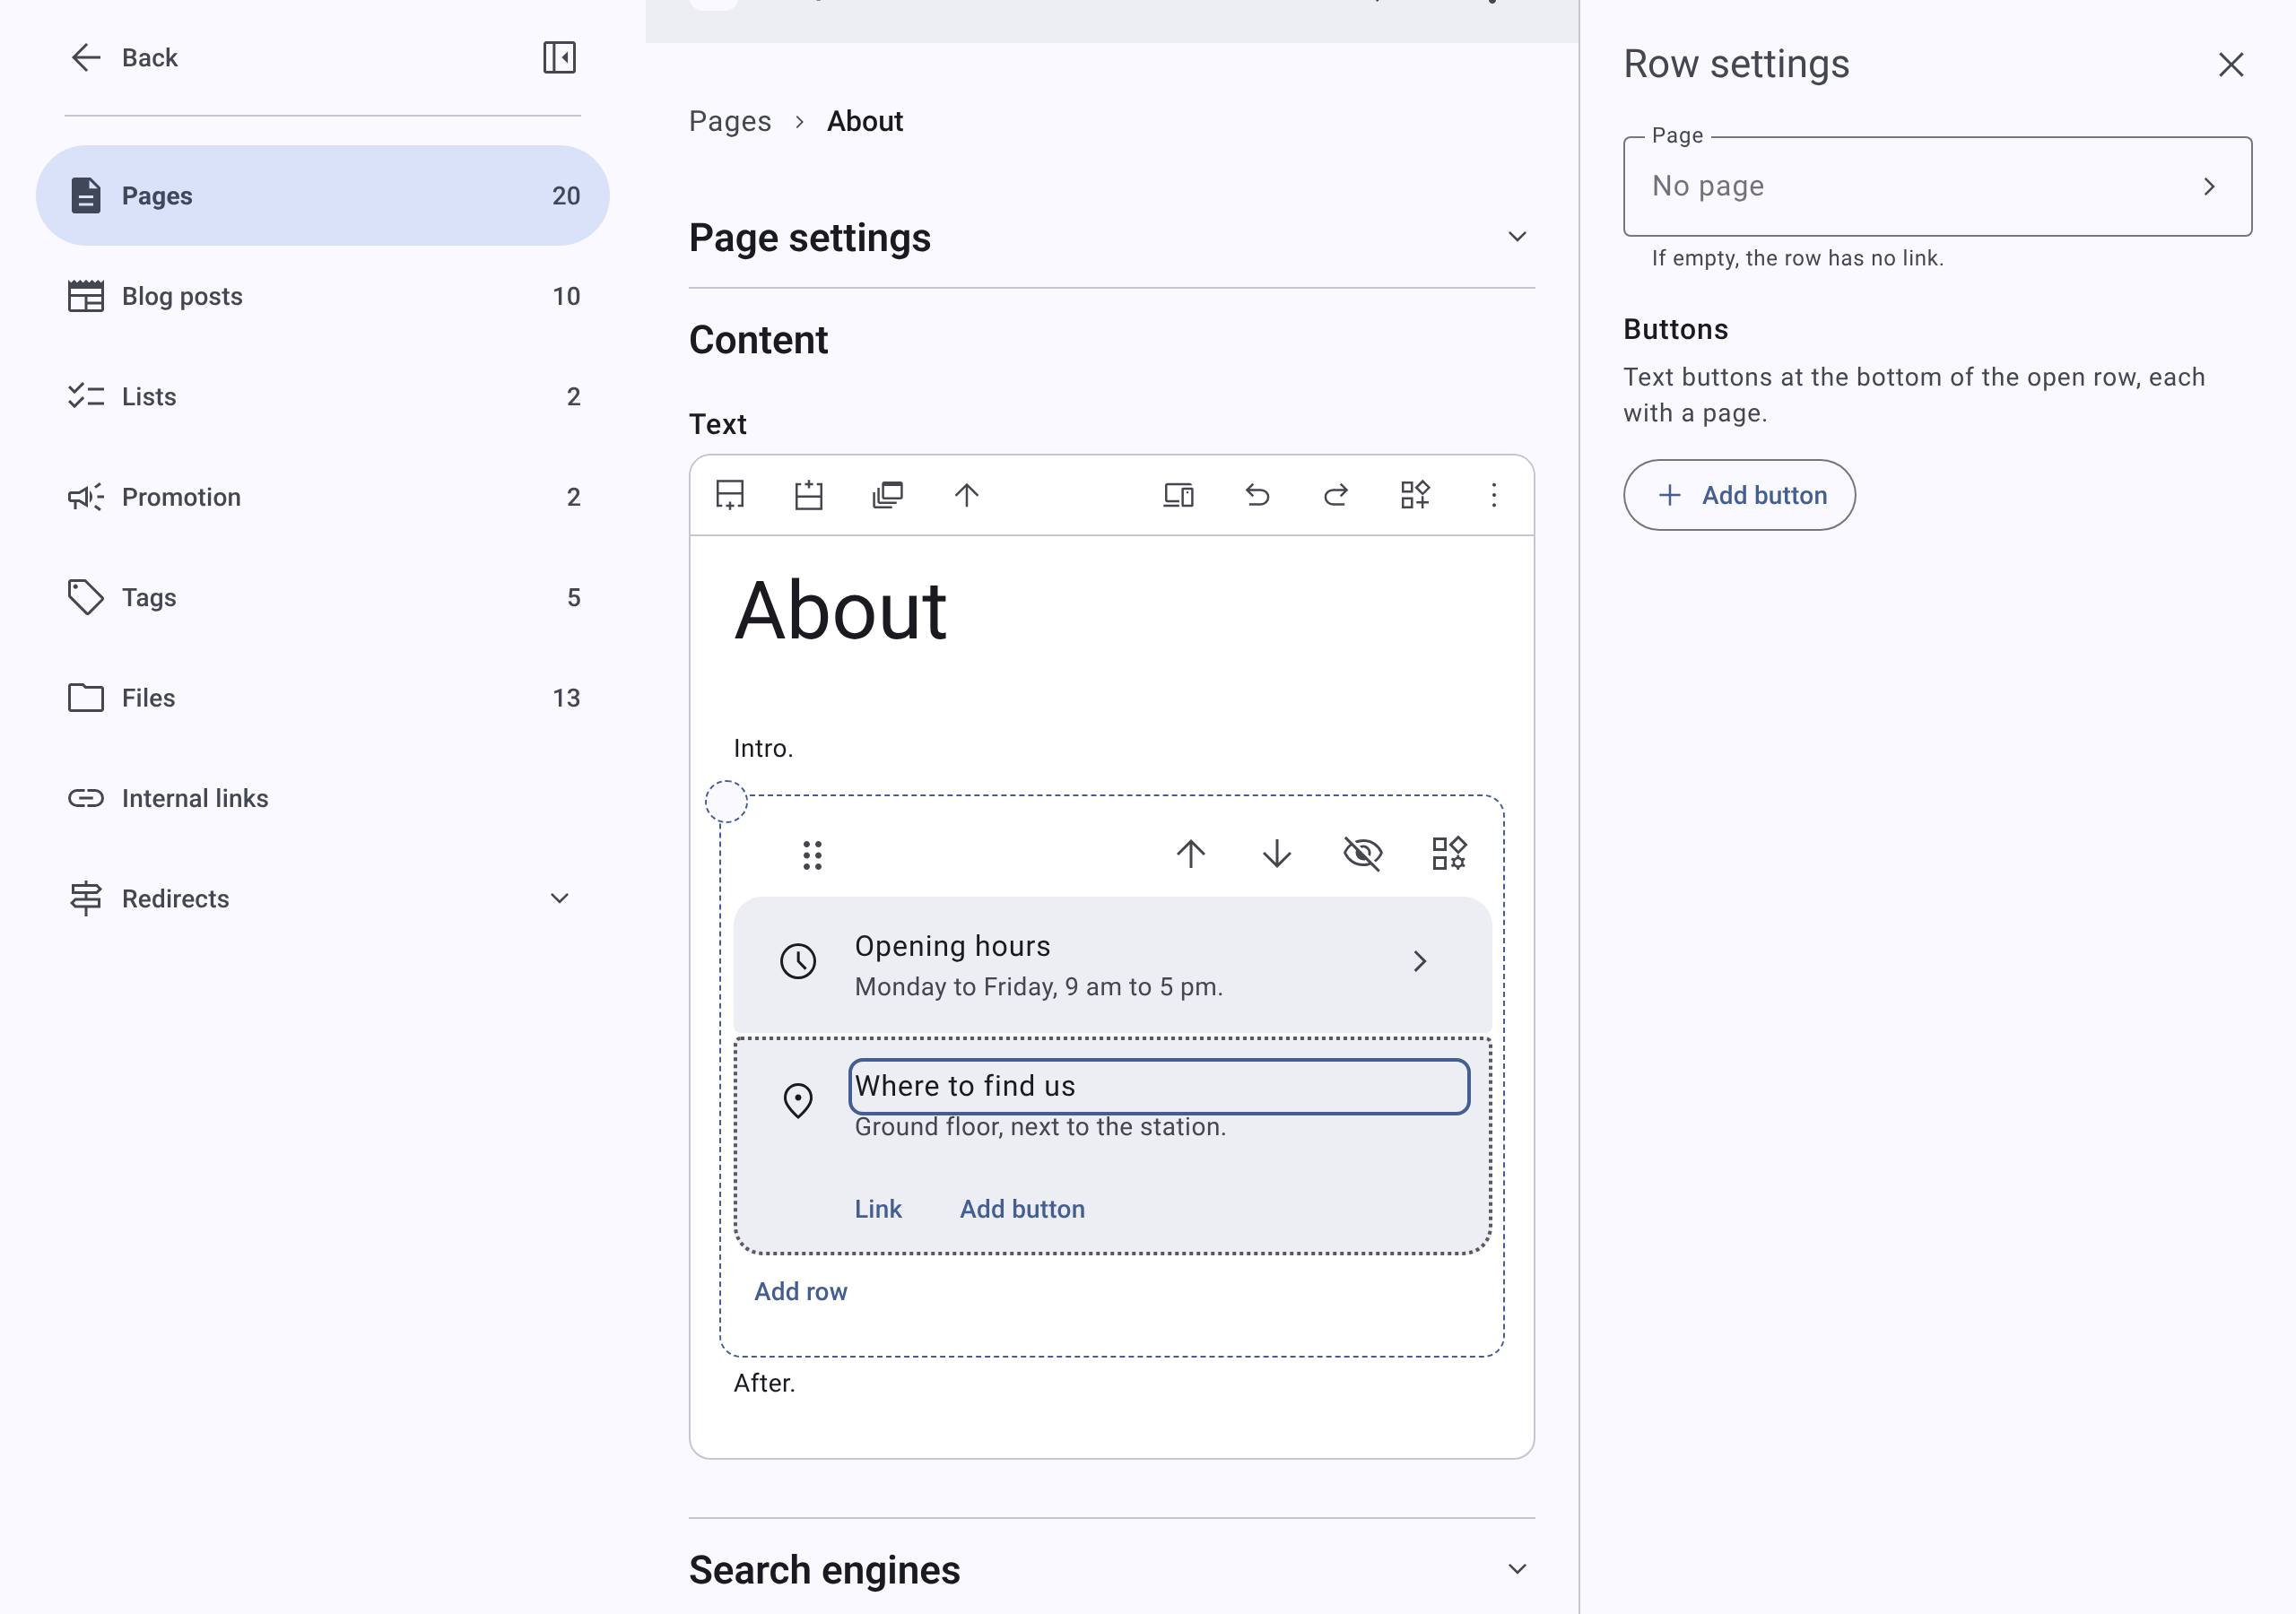 Back
Pages 20
Blog posts 10
Lists 2
Promotion 2
Tags 5
Files 13
Internal links
Redirects
Pages > About
Page settings
Content
Text
About
Intro.
Opening hours
Monday to Friday, 9 am to 5 pm.
Where to find us
Ground floor, next to the station.
Link Add button
Add row
After.
Search engines
Row settings
Page
No page
If empty, the row has no link.
Buttons
Text buttons at the bottom of the open row, each
with a page.
+ Add button